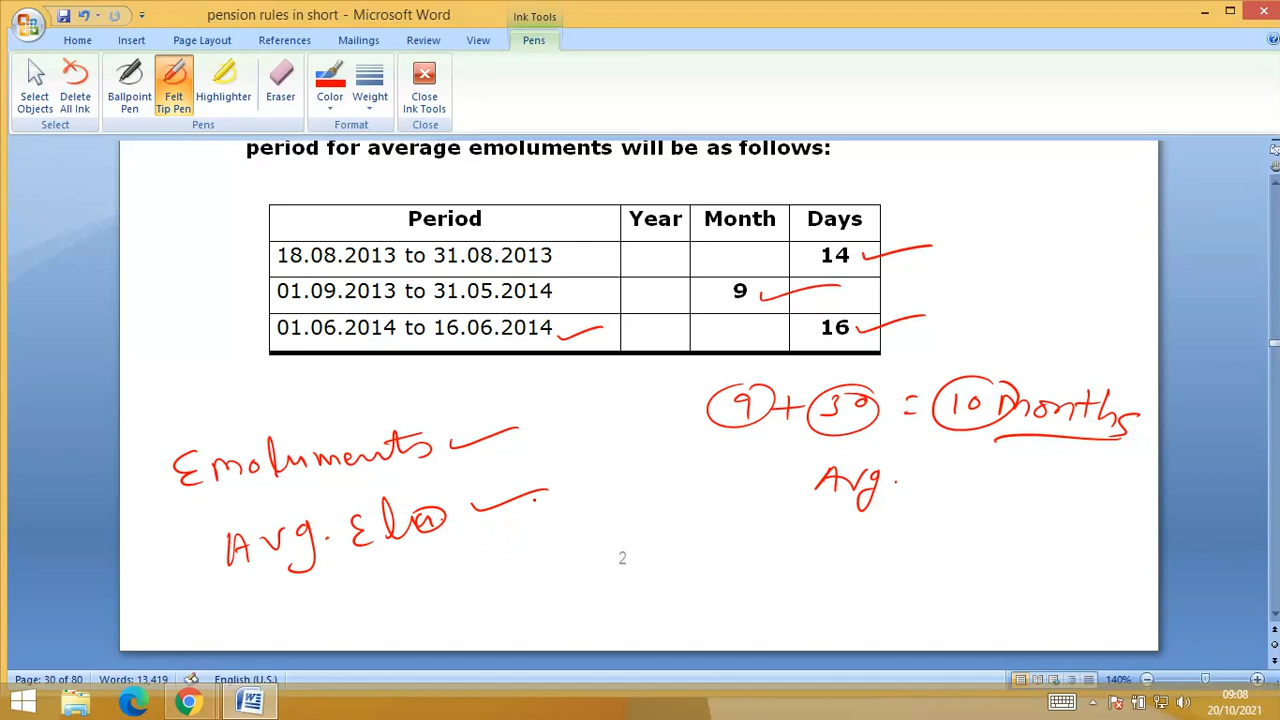 pension rules in short - Microsoft Word
Ink Tools
Home Insert Page Layout References Mailings Review View Pens
Select Objects
Delete All Ink
Ballpoint Pen
Felt Tip Pen
Highlighter
Eraser
Color
Weight
Close Ink Tools
Select Pens Format Close
period for average emoluments will be as follows:
Period Year Month Days
18.08.2013 to 31.08.2013 14
01.09.2013 to 31.05.2014 9
01.06.2014 to 16.06.2014 16
9 + 30 = 10 months
Emoluments
Avg.
Avg.
2
Page: 30 of 80 Words: 13,419 English (U.S.) 140%
09:08
20/10/2021